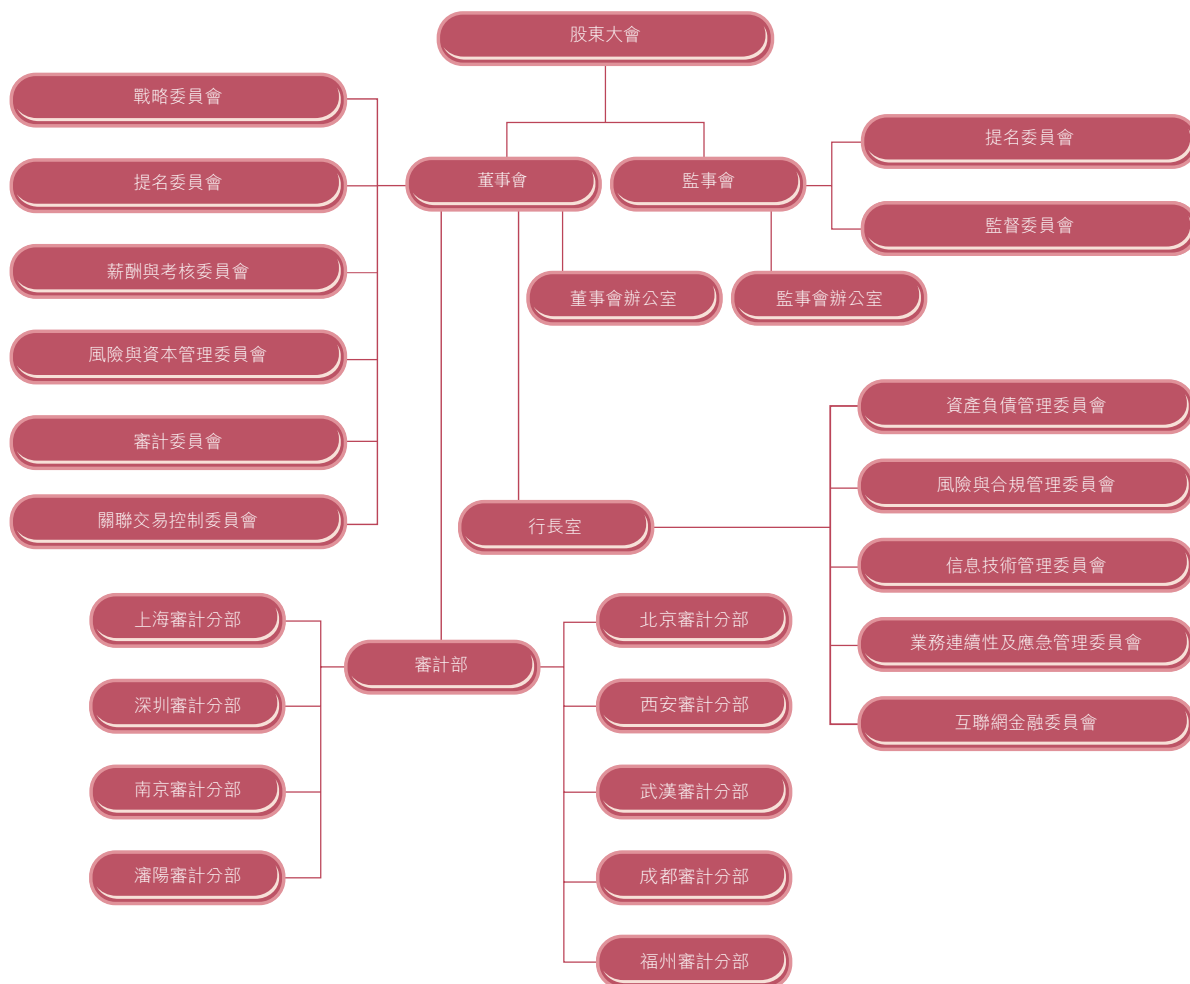 股東大會
戰略委員會
提名委員會
薪酬與考核委員會
風險與資本管理委員會
審計委員會
關聯交易控制委員會
董事會
監事會
提名委員會
監督委員會
董事會辦公室
監事會辦公室
行長室
資產負債管理委員會
風險與合規管理委員會
信息技術管理委員會
業務連續性及應急管理委員會
互聯網金融委員會
審計部
上海審計分部
深圳審計分部
南京審計分部
瀋陽審計分部
北京審計分部
西安審計分部
武漢審計分部
成都審計分部
福州審計分部